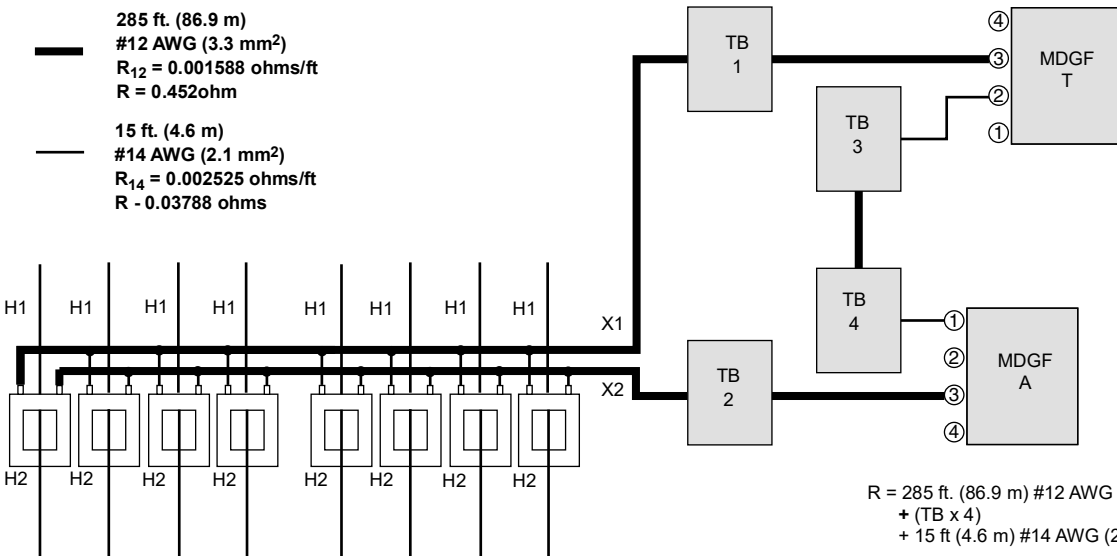 285 ft. (86.9 m)
#12 AWG (3.3 mm²)
R₁₂ = 0.001588 ohms/ft
R = 0.452ohm
15 ft. (4.6 m)
#14 AWG (2.1 mm²)
R₁₄ = 0.002525 ohms/ft
R - 0.03788 ohms
TB
1
④
③
②
①
MDGF
T
TB
3
H1 H1 H1 H1 H1 H1 H1 H1
X1
TB
4
①
②
③
④
MDGF
A
X2
TB
2
H2 H2 H2 H2 H2 H2 H2 H2
R = 285 ft. (86.9 m) #12 AWG
+ (TB x 4)
+ 15 ft (4.6 m) #14 AWG (2